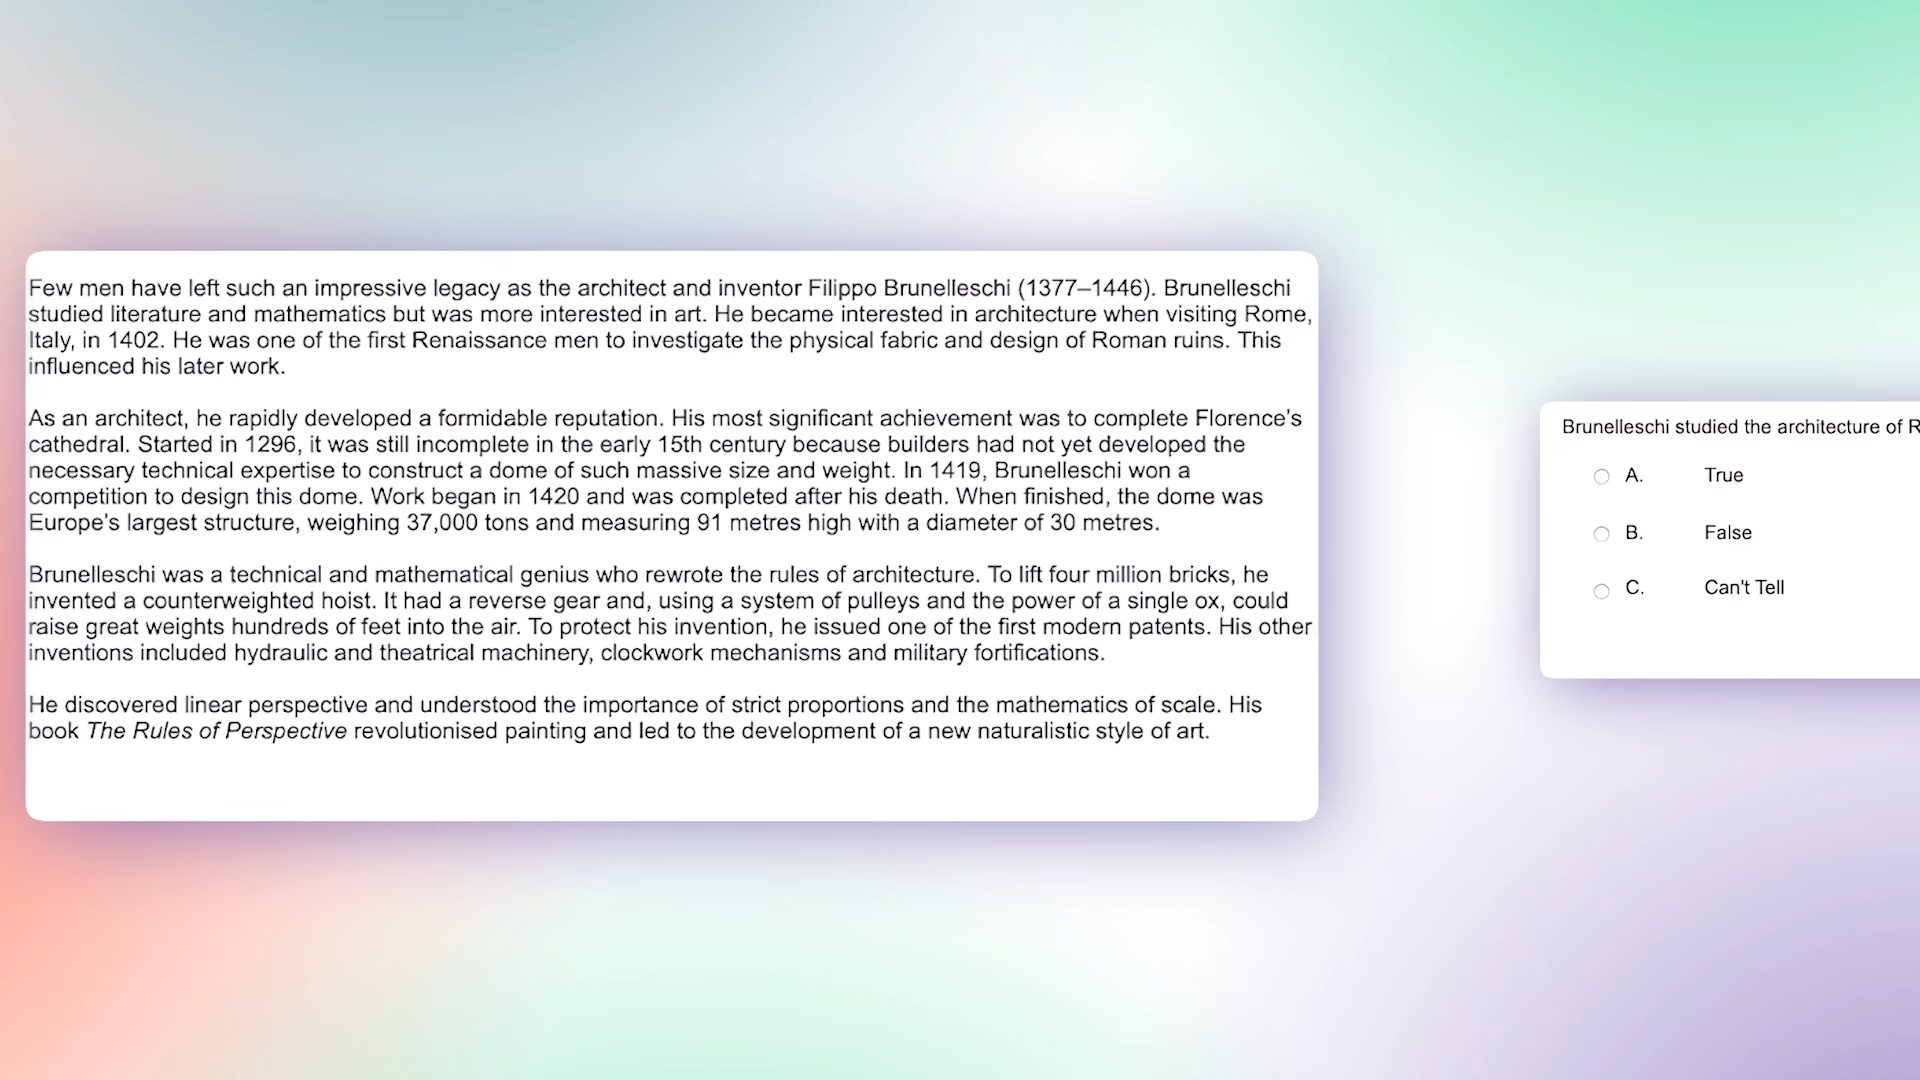 Few men have left such an impressive legacy as the architect and inventor Filippo Brunelleschi (1377–1446). Brunelleschi
studied literature and mathematics but was more interested in art. He became interested in architecture when visiting Rome,
Italy, in 1402. He was one of the first Renaissance men to investigate the physical fabric and design of Roman ruins. This
influenced his later work.
As an architect, he rapidly developed a formidable reputation. His most significant achievement was to complete Florence's
cathedral. Started in 1296, it was still incomplete in the early 15th century because builders had not yet developed the
necessary technical expertise to construct a dome of such massive size and weight. In 1419, Brunelleschi won a
competition to design this dome. Work began in 1420 and was completed after his death. When finished, the dome was
Europe's largest structure, weighing 37,000 tons and measuring 91 metres high with a diameter of 30 metres.
Brunelleschi was a technical and mathematical genius who rewrote the rules of architecture. To lift four million bricks, he
invented a counterweighted hoist. It had a reverse gear and, using a system of pulleys and the power of a single ox, could
raise great weights hundreds of feet into the air. To protect his invention, he issued one of the first modern patents. His other
inventions included hydraulic and theatrical machinery, clockwork mechanisms and military fortifications.
He discovered linear perspective and understood the importance of strict proportions and the mathematics of scale. His
book The Rules of Perspective revolutionised painting and led to the development of a new naturalistic style of art.
Brunelleschi studied the architecture of
A. True
B. False
C. Can't Tell